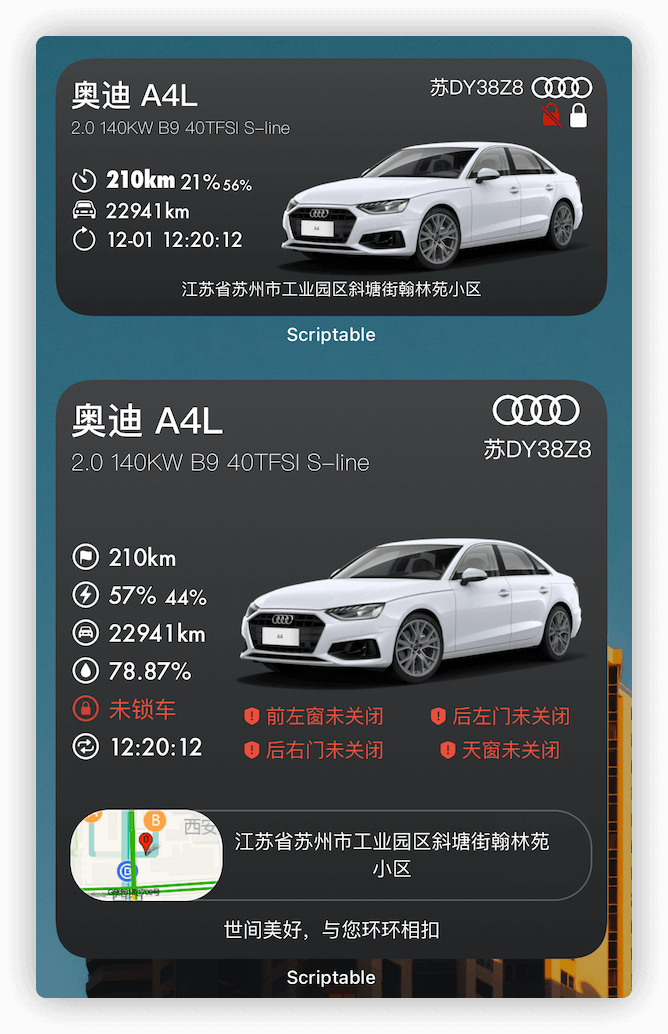 奥迪 A4L
苏DY38Z8
2.0 140KW B9 40TFSI S-line
210km 21% 56%
22941km
12-01 12:20:12
A4
江苏省苏州市工业园区斜塘街翰林苑小区
Scriptable
奥迪 A4L
苏DY38Z8
2.0 140KW B9 40TFSI S-line
210km
57% 44%
22941km
78.87%
未锁车
12:20:12
A4
前左窗未关闭 后左门未关闭
后右门未关闭 天窗未关闭
B
西安
江苏省苏州市工业园区斜塘街翰林苑
小区
世间美好，与您环环相扣
Scriptable